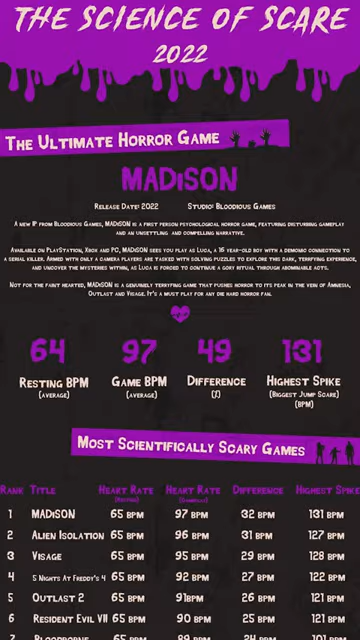 THE SCIENCE OF SCARE
2022
THE ULTIMATE HORROR GAME
MADISON
RELEASE DATE: 2022 STUDIO: BLOODIOUS GAMES
A NEW IP FROM BLOODIOUS GAMES, MADISON IS A FIRST PERSON PSYCHOLOGICAL HORROR GAME, FEATURING DISTURBING GAMEPLAY
AND AN UNSETTLING AND COMPELLING NARRATIVE.
AVAILABLE ON PLAYSTATION, XBOX AND PC, MADISON SEES YOU PLAY AS LUCA, A 16 YEAR-OLD BOY WITH A DEMONIC CONNECTION TO
A SERIAL KILLER. ARMED WITH ONLY A CAMERA PLAYERS ARE TASKED WITH SOLVING PUZZLES TO EXPLORE THIS DARK, TERRIFYING EXPERIENCE,
AND UNCOVER THE MYSTERIES WITHIN, AS LUCA IS FORCED TO CONTINUE A GORY RITUAL THROUGH ABOMINABLE ACTS.
NOT FOR THE FAINT HEARTED, MADISON IS A GENUINELY TERRYFING GAME THAT PUSHES HORROR TO ITS PEAK IN THE VEIN OF AMNESIA,
OUTLAST AND VISAGE. IT'S A MUST PLAY FOR ANY DIE HARD HORROR FAN.
64 97 49 131
RESTING BPM GAME BPM DIFFERENCE HIGHEST SPIKE
(AVERAGE) (AVERAGE) (%) (BIGGEST JUMP SCARE)
(BPM)
MOST SCIENTIFICALLY SCARY GAMES
RANK TITLE HEART RATE HEART RATE DIFFERENCE HIGHEST SPIKE
(RESTING)
1 MADISON 65 BPM 97 BPM 32 BPM 131 BPM
2 ALIEN ISOLATION 65 BPM 96 BPM 31 BPM 127 BPM
3 VISAGE 65 BPM 95 BPM 29 BPM 128 BPM
4 5 NIGHTS AT FREDDY'S 4 65 BPM 92 BPM 27 BPM 122 BPM
5 OUTLAST 2 65 BPM 91BPM 26 BPM 121 BPM
6 RESIDENT EVIL VII 65 BPM 90 BPM 25 BPM 121 BPM
7 BLOODBORNE 65 BPM 89 BPM 24 BPM 101 BPM